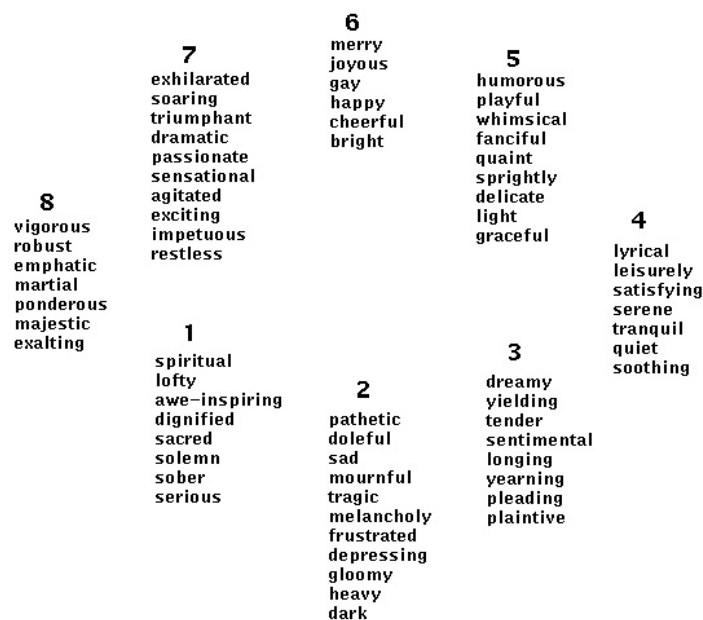 6
merry
joyous
gay
happy
cheerful
bright
7
exhilarated
soaring
triumphant
dramatic
passionate
sensational
agitated
exciting
impetuous
restless
5
humorous
playful
whimsical
fanciful
quaint
sprightly
delicate
light
graceful
8
vigorous
robust
emphatic
martial
ponderous
majestic
exalting
4
lyrical
leisurely
satisfying
serene
tranquil
quiet
soothing
1
spiritual
lofty
awe-inspiring
dignified
sacred
solemn
sober
serious
2
pathetic
doleful
sad
mournful
tragic
melancholy
frustrated
depressing
gloomy
heavy
dark
3
dreamy
yielding
tender
sentimental
longing
yearning
pleading
plaintive